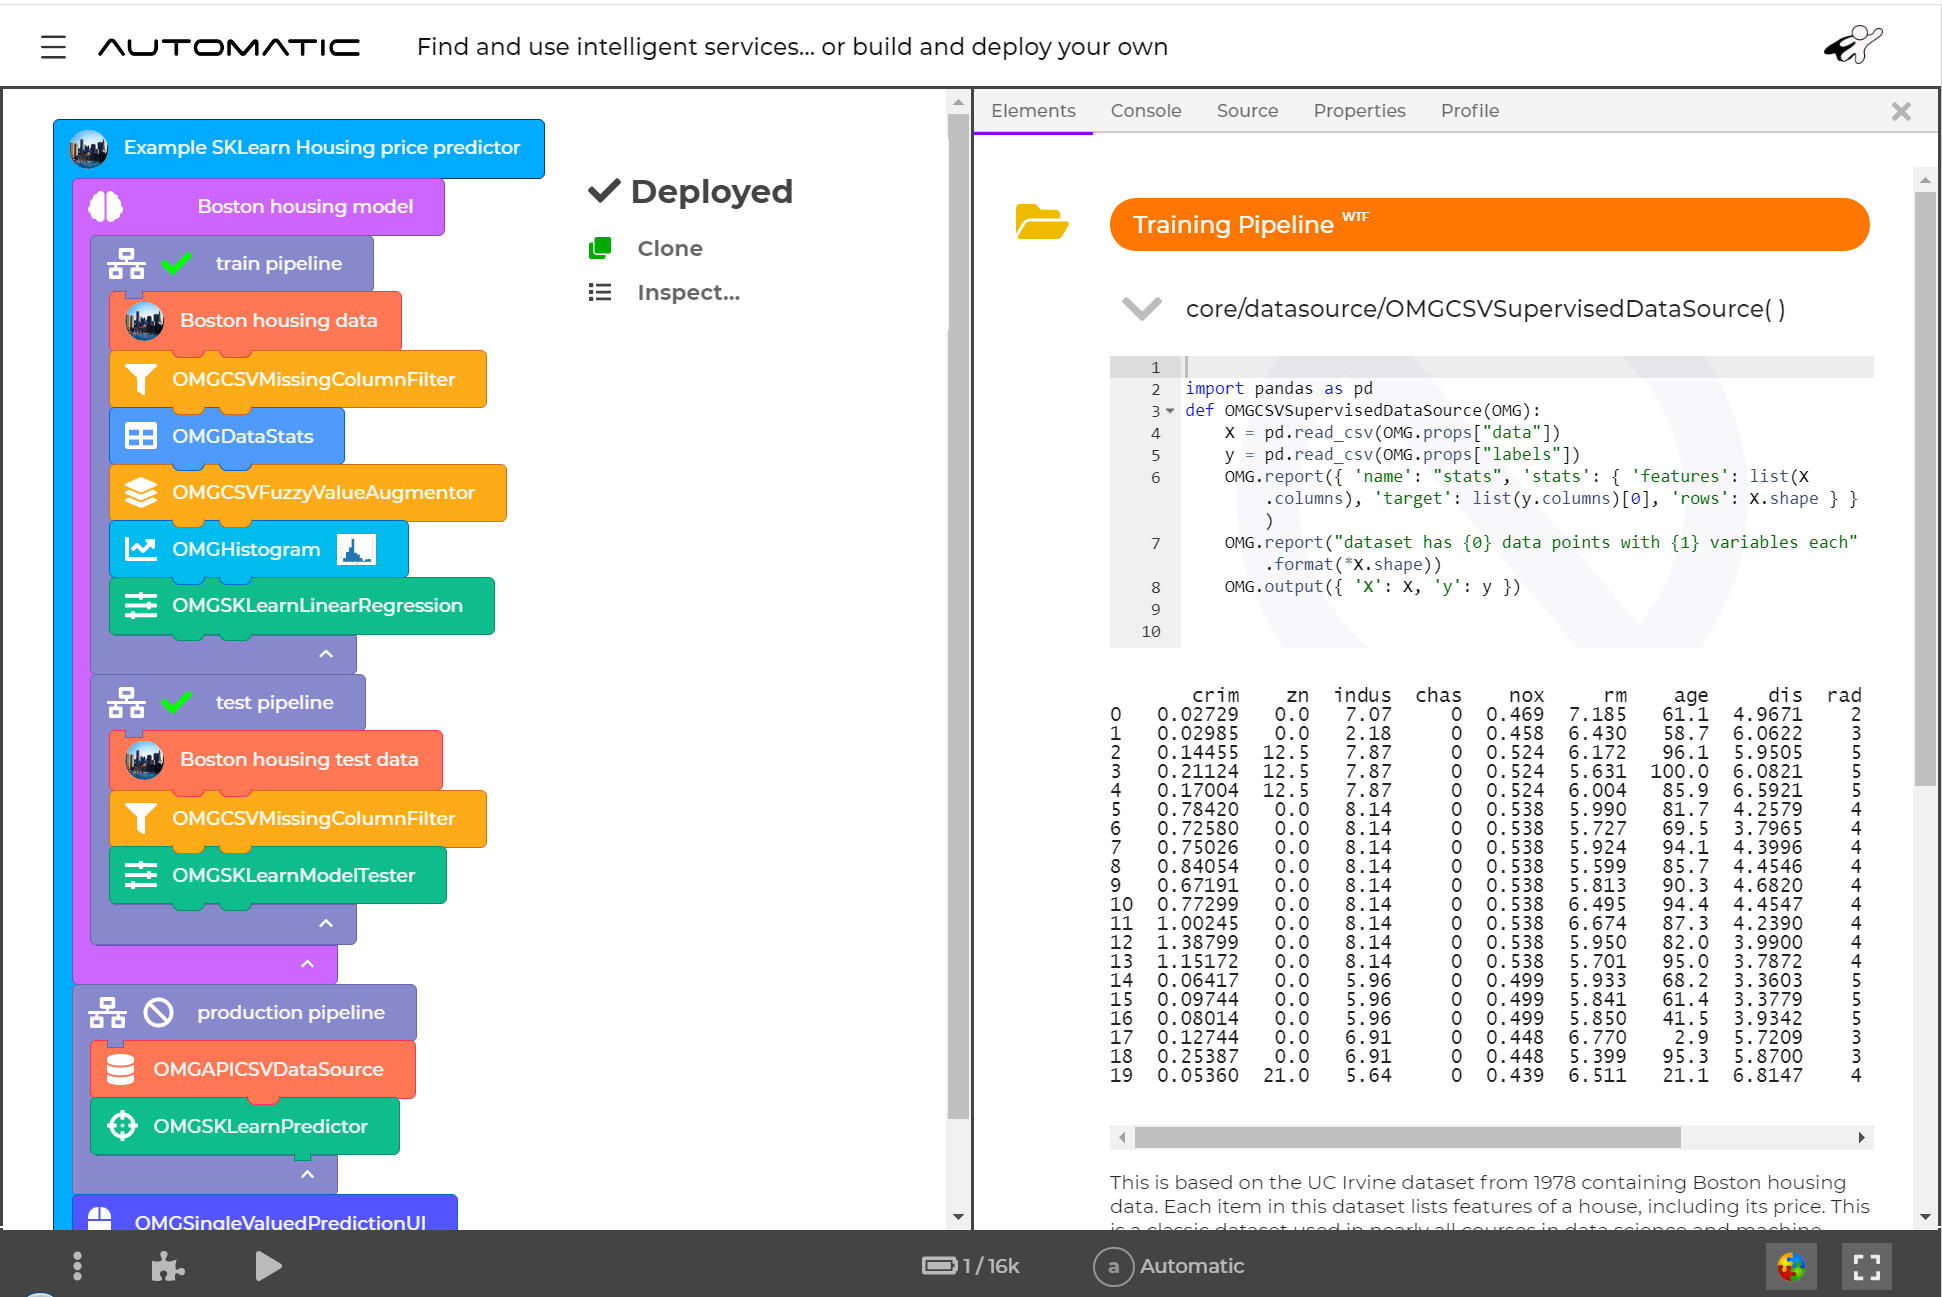 AUTOMATIC
Find and use intelligent services... or build and deploy your own
Example SKLearn Housing price predictor
Boston housing model
train pipeline
Boston housing data
OMGCSVMissingColumnFilter
OMGDataStats
OMGCSVFuzzyValueAugmentor
OMGHistogram
OMGSKLearnLinearRegression
test pipeline
Boston housing test data
OMGCSVMissingColumnFilter
OMGSKLearnModelTester
production pipeline
OMGAPICSVDataSource
OMGSKLearnPredictor
OMGSingleValuedPredictionUI
Deployed
Clone
Inspect...
Elements Console Source Properties Profile
Training Pipeline WTF
core/datasource/OMGCSVSupervisedDataSource( )
1
2 import pandas as pd
3 def OMGCSVSupervisedDataSource(OMG):
4 X = pd.read_csv(OMG.props["data"])
5 y = pd.read_csv(OMG.props["labels"])
6 OMG.report({ 'name': "stats", 'stats': { 'features': list(X
.columns), 'target': list(y.columns)[0], 'rows': X.shape } }
)
7 OMG.report("dataset has {0} data points with {1} variables each"
.format(*X.shape))
8 OMG.output({ 'X': X, 'y': y })
9
10
crim zn indus chas nox rm age dis rad
0 0.02729 0.0 7.07 0 0.469 7.185 61.1 4.9671 2
1 0.02985 0.0 2.18 0 0.458 6.430 58.7 6.0622 3
2 0.14455 12.5 7.87 0 0.524 6.172 96.1 5.9505 5
3 0.21124 12.5 7.87 0 0.524 5.631 100.0 6.0821 5
4 0.17004 12.5 7.87 0 0.524 6.004 85.9 6.5921 5
5 0.78420 0.0 8.14 0 0.538 5.990 81.7 4.2579 4
6 0.72580 0.0 8.14 0 0.538 5.727 69.5 3.7965 4
7 0.75026 0.0 8.14 0 0.538 5.924 94.1 4.3996 4
8 0.84054 0.0 8.14 0 0.538 5.599 85.7 4.4546 4
9 0.67191 0.0 8.14 0 0.538 5.813 90.3 4.6820 4
10 0.77299 0.0 8.14 0 0.538 6.495 94.4 4.4547 4
11 1.00245 0.0 8.14 0 0.538 6.674 87.3 4.2390 4
12 1.38799 0.0 8.14 0 0.538 5.950 82.0 3.9900 4
13 1.15172 0.0 8.14 0 0.538 5.701 95.0 3.7872 4
14 0.06417 0.0 5.96 0 0.499 5.933 68.2 3.3603 5
15 0.09744 0.0 5.96 0 0.499 5.841 61.4 3.3779 5
16 0.08014 0.0 5.96 0 0.499 5.850 41.5 3.9342 5
17 0.12744 0.0 6.91 0 0.448 6.770 2.9 5.7209 3
18 0.25387 0.0 6.91 0 0.448 5.399 95.3 5.8700 3
19 0.05360 21.0 5.64 0 0.439 6.511 21.1 6.8147 4
This is based on the UC Irvine dataset from 1978 containing Boston housing
data. Each item in this dataset lists features of a house, including its price. This
is a classic dataset used in nearly all courses in data science and machine
1 / 16k
a Automatic